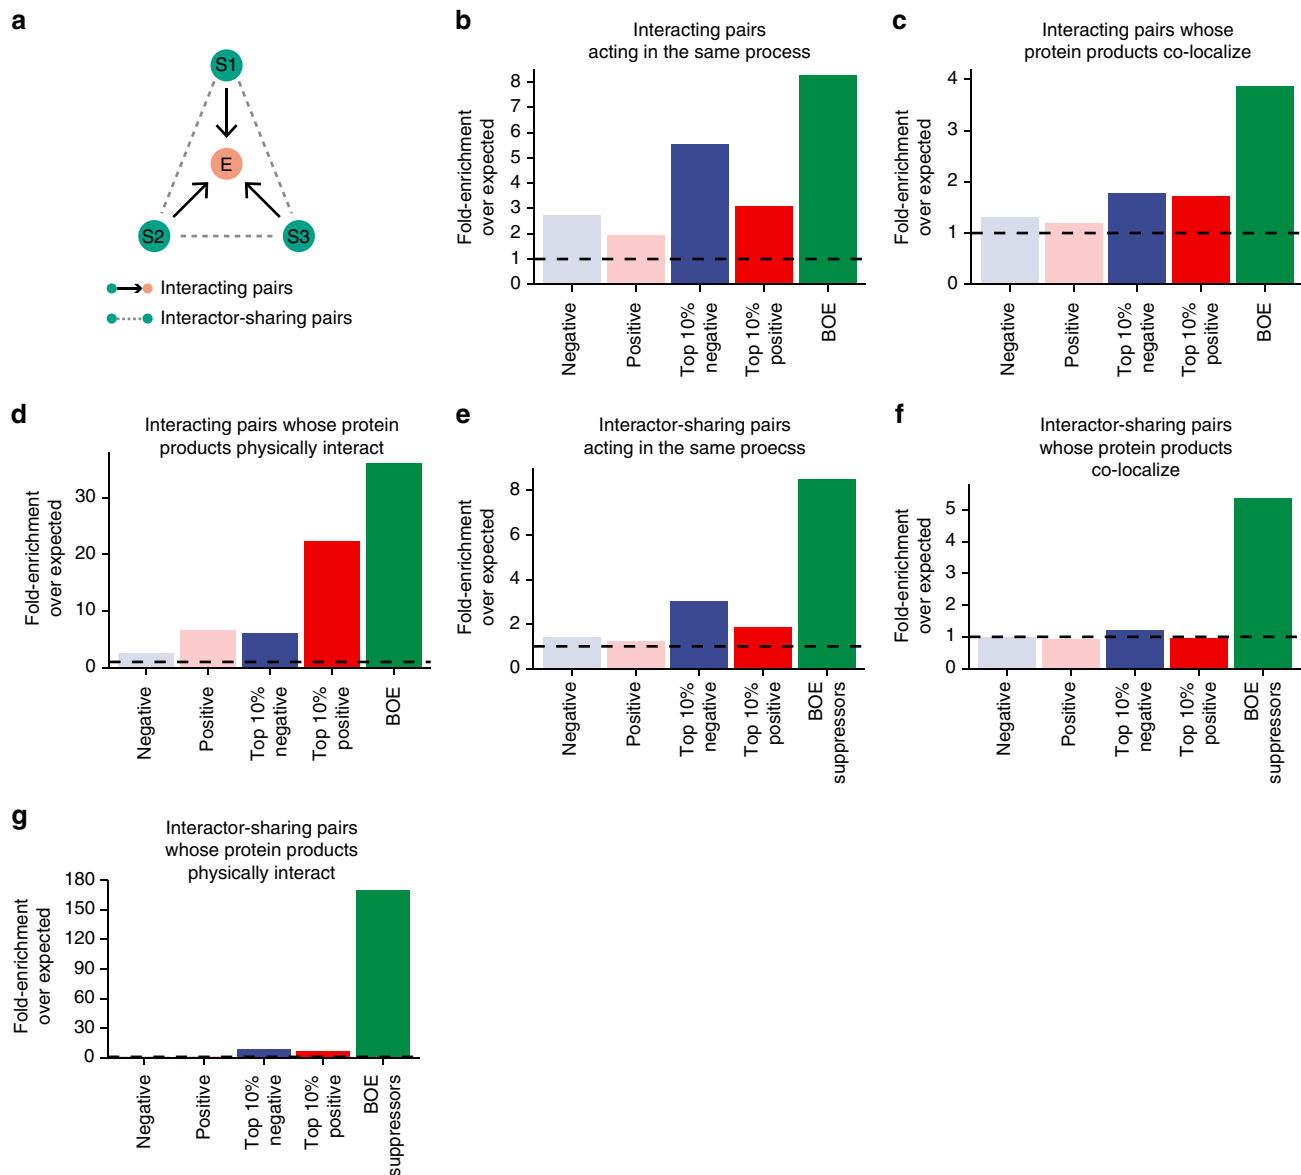 a
S1
E
S2
S3
Interacting pairs
Interactor-sharing pairs
b
Interacting pairs
acting in the same process
Fold-enrichment
over expected
8
7
6
5
4
3
2
1
0
Negative
Positive
Top 10%
negative
Top 10%
positive
BOE
c
Interacting pairs whose
protein products co-localize
Fold-enrichment
over expected
4
3
2
1
0
Negative
Positive
Top 10%
negative
Top 10%
positive
BOE
d
Interacting pairs whose protein
products physically interact
Fold-enrichment
over expected
30
20
10
0
Negative
Positive
Top 10%
negative
Top 10%
positive
BOE
e
Interactor-sharing pairs
acting in the same proecss
Fold-enrichment
over expected
8
6
4
2
0
Negative
Positive
Top 10%
negative
Top 10%
positive
BOE
suppressors
f
Interactor-sharing pairs
whose protein products
co-localize
Fold-enrichment
over expected
5
4
3
2
1
0
Negative
Positive
Top 10%
negative
Top 10%
positive
BOE
suppressors
g
Interactor-sharing pairs
whose protein products
physically interact
Fold-enrichment
over expected
180
150
120
90
60
30
0
Negative
Positive
Top 10%
negative
Top 10%
positive
BOE
suppressors